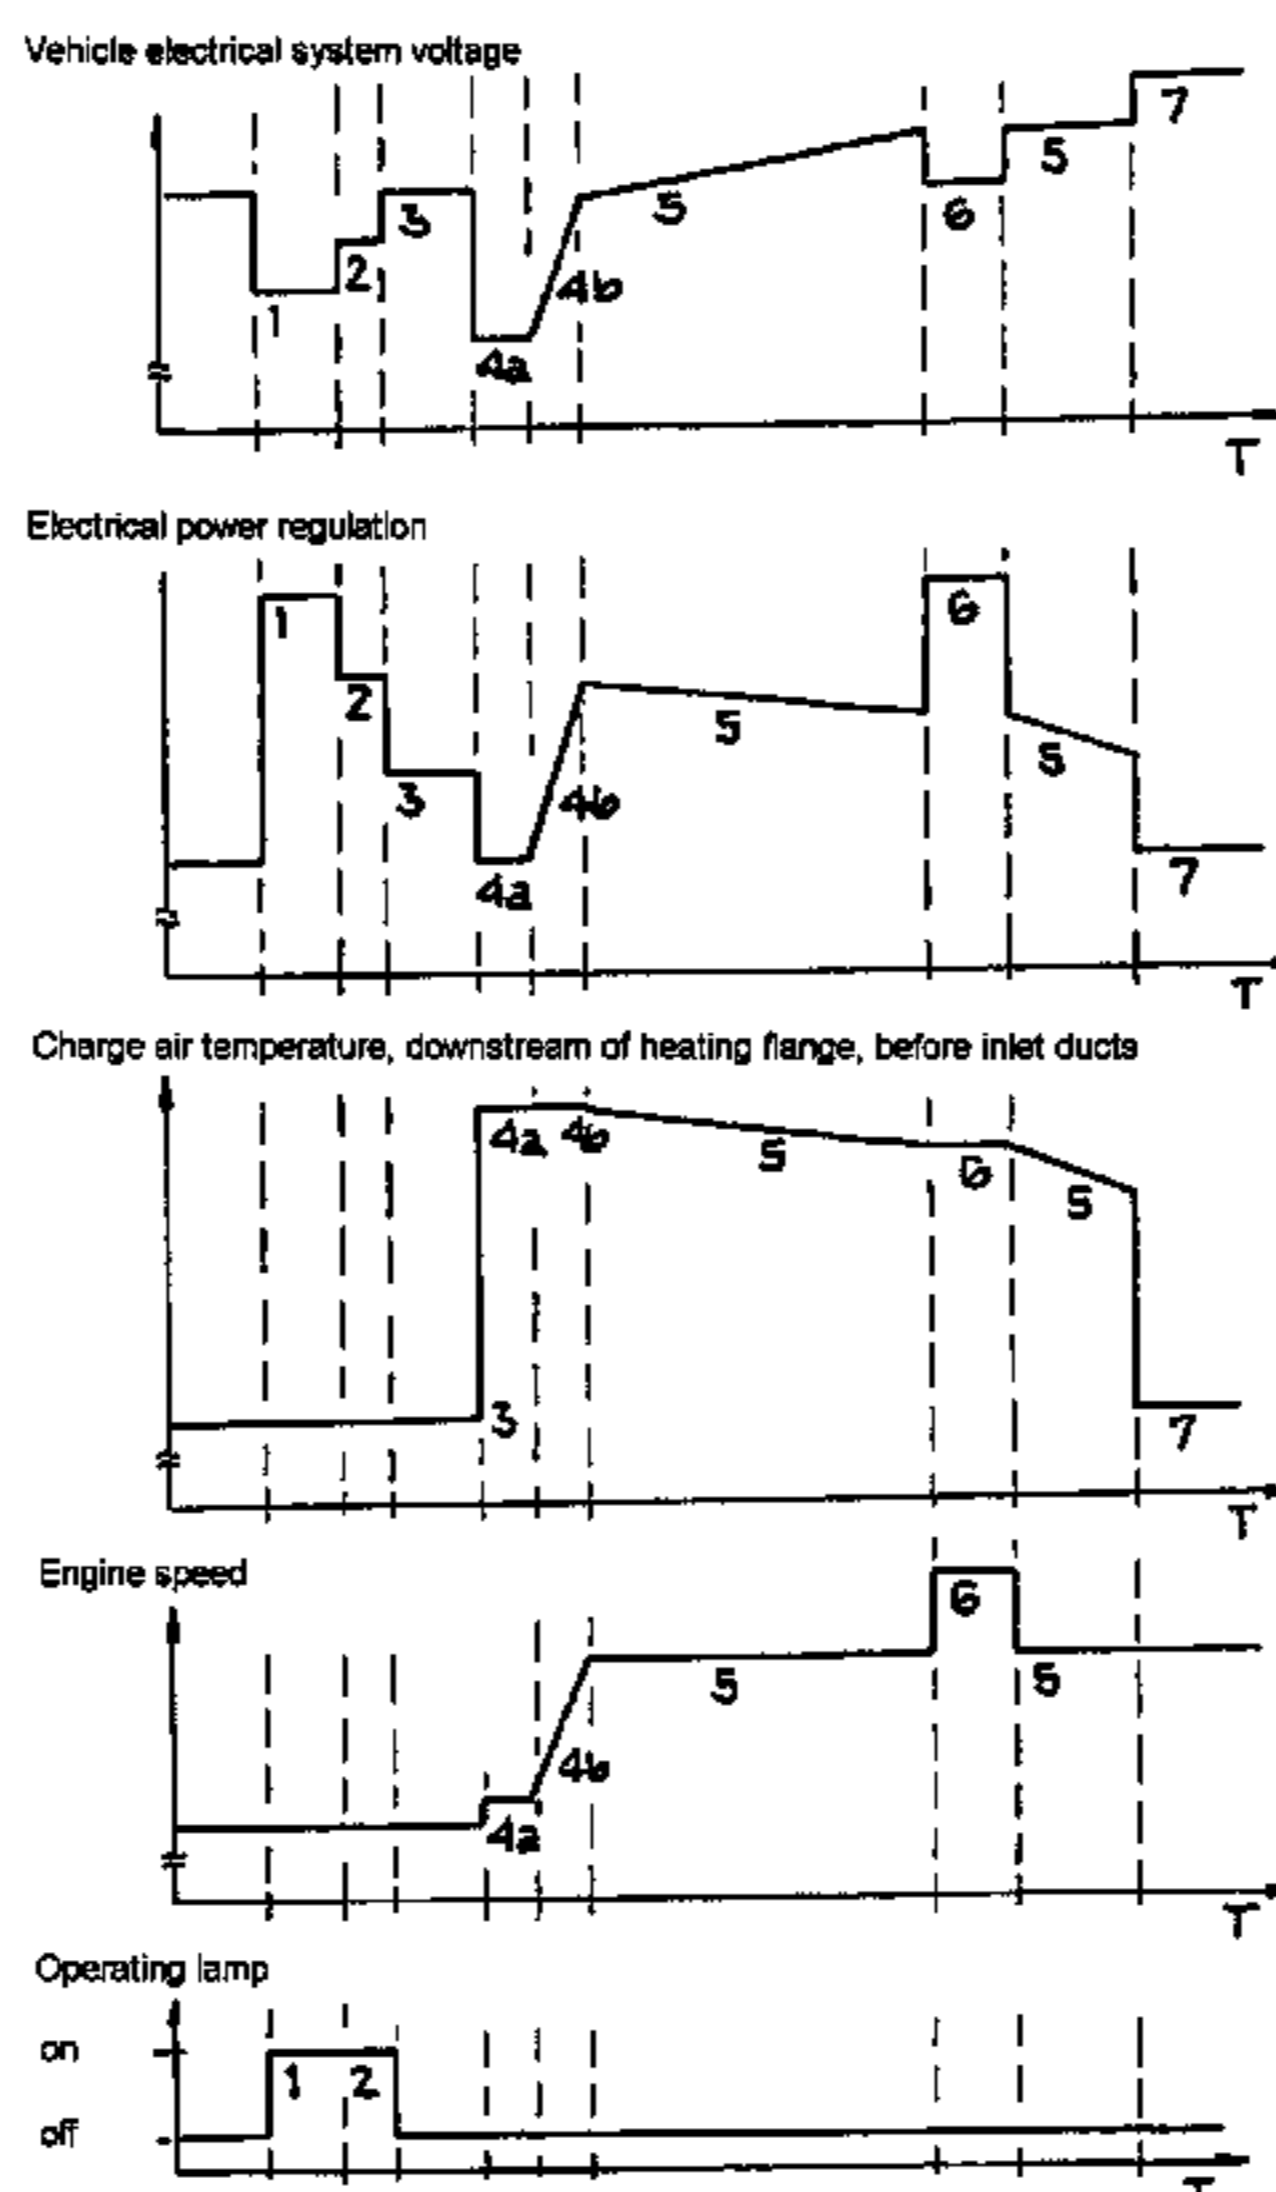 Vehicle electrical system voltage
7
5
3
5
6
2
4b
1
4a
T
Electrical power regulation
1
6
2
5
5
3
4b
4a
7
T
Charge air temperature, downstream of heating flange, before inlet ducts
4a 4b
5
6
5
3
7
T
Engine speed
6
5
5
4b
4a
T
Operating lamp
on
1 2
off
T